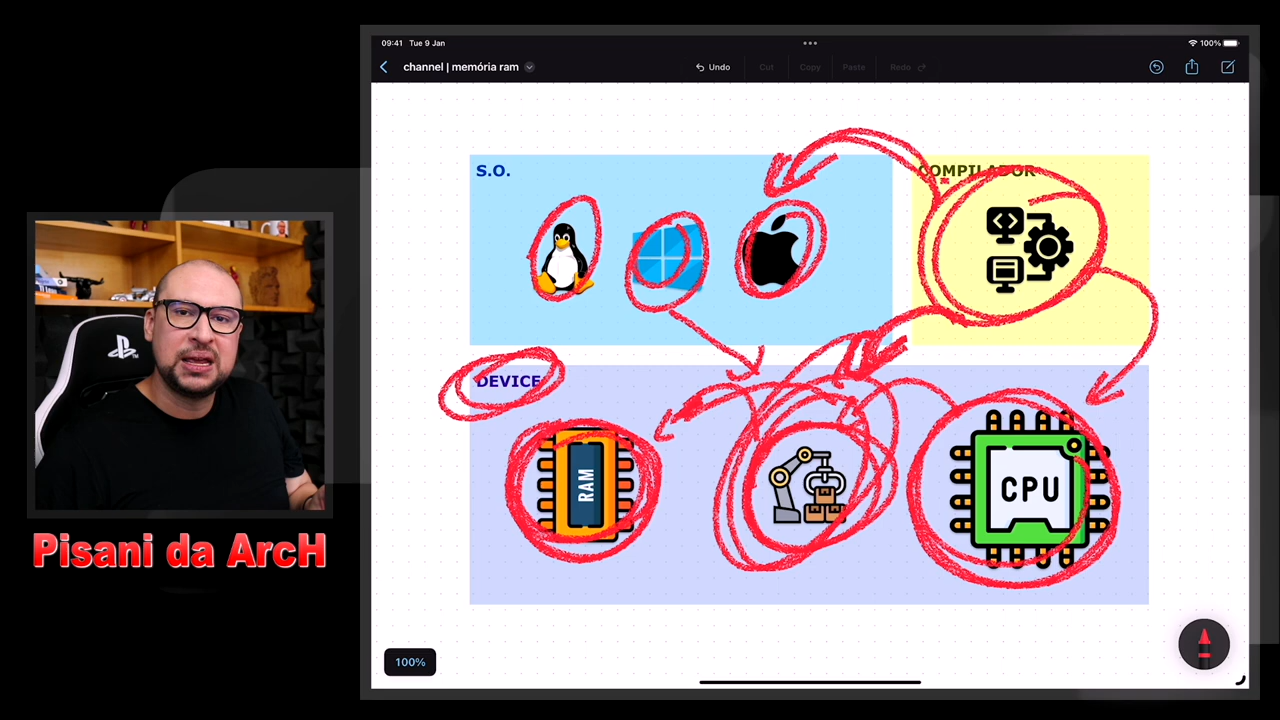 09:41 Tue 9 Jan
100%
channel | memória ram
Undo
Cut
Copy
Paste
Redo
S.O.
COMPILADOR
DEVICE
RAM
CPU
Pisani da ArcH
100%